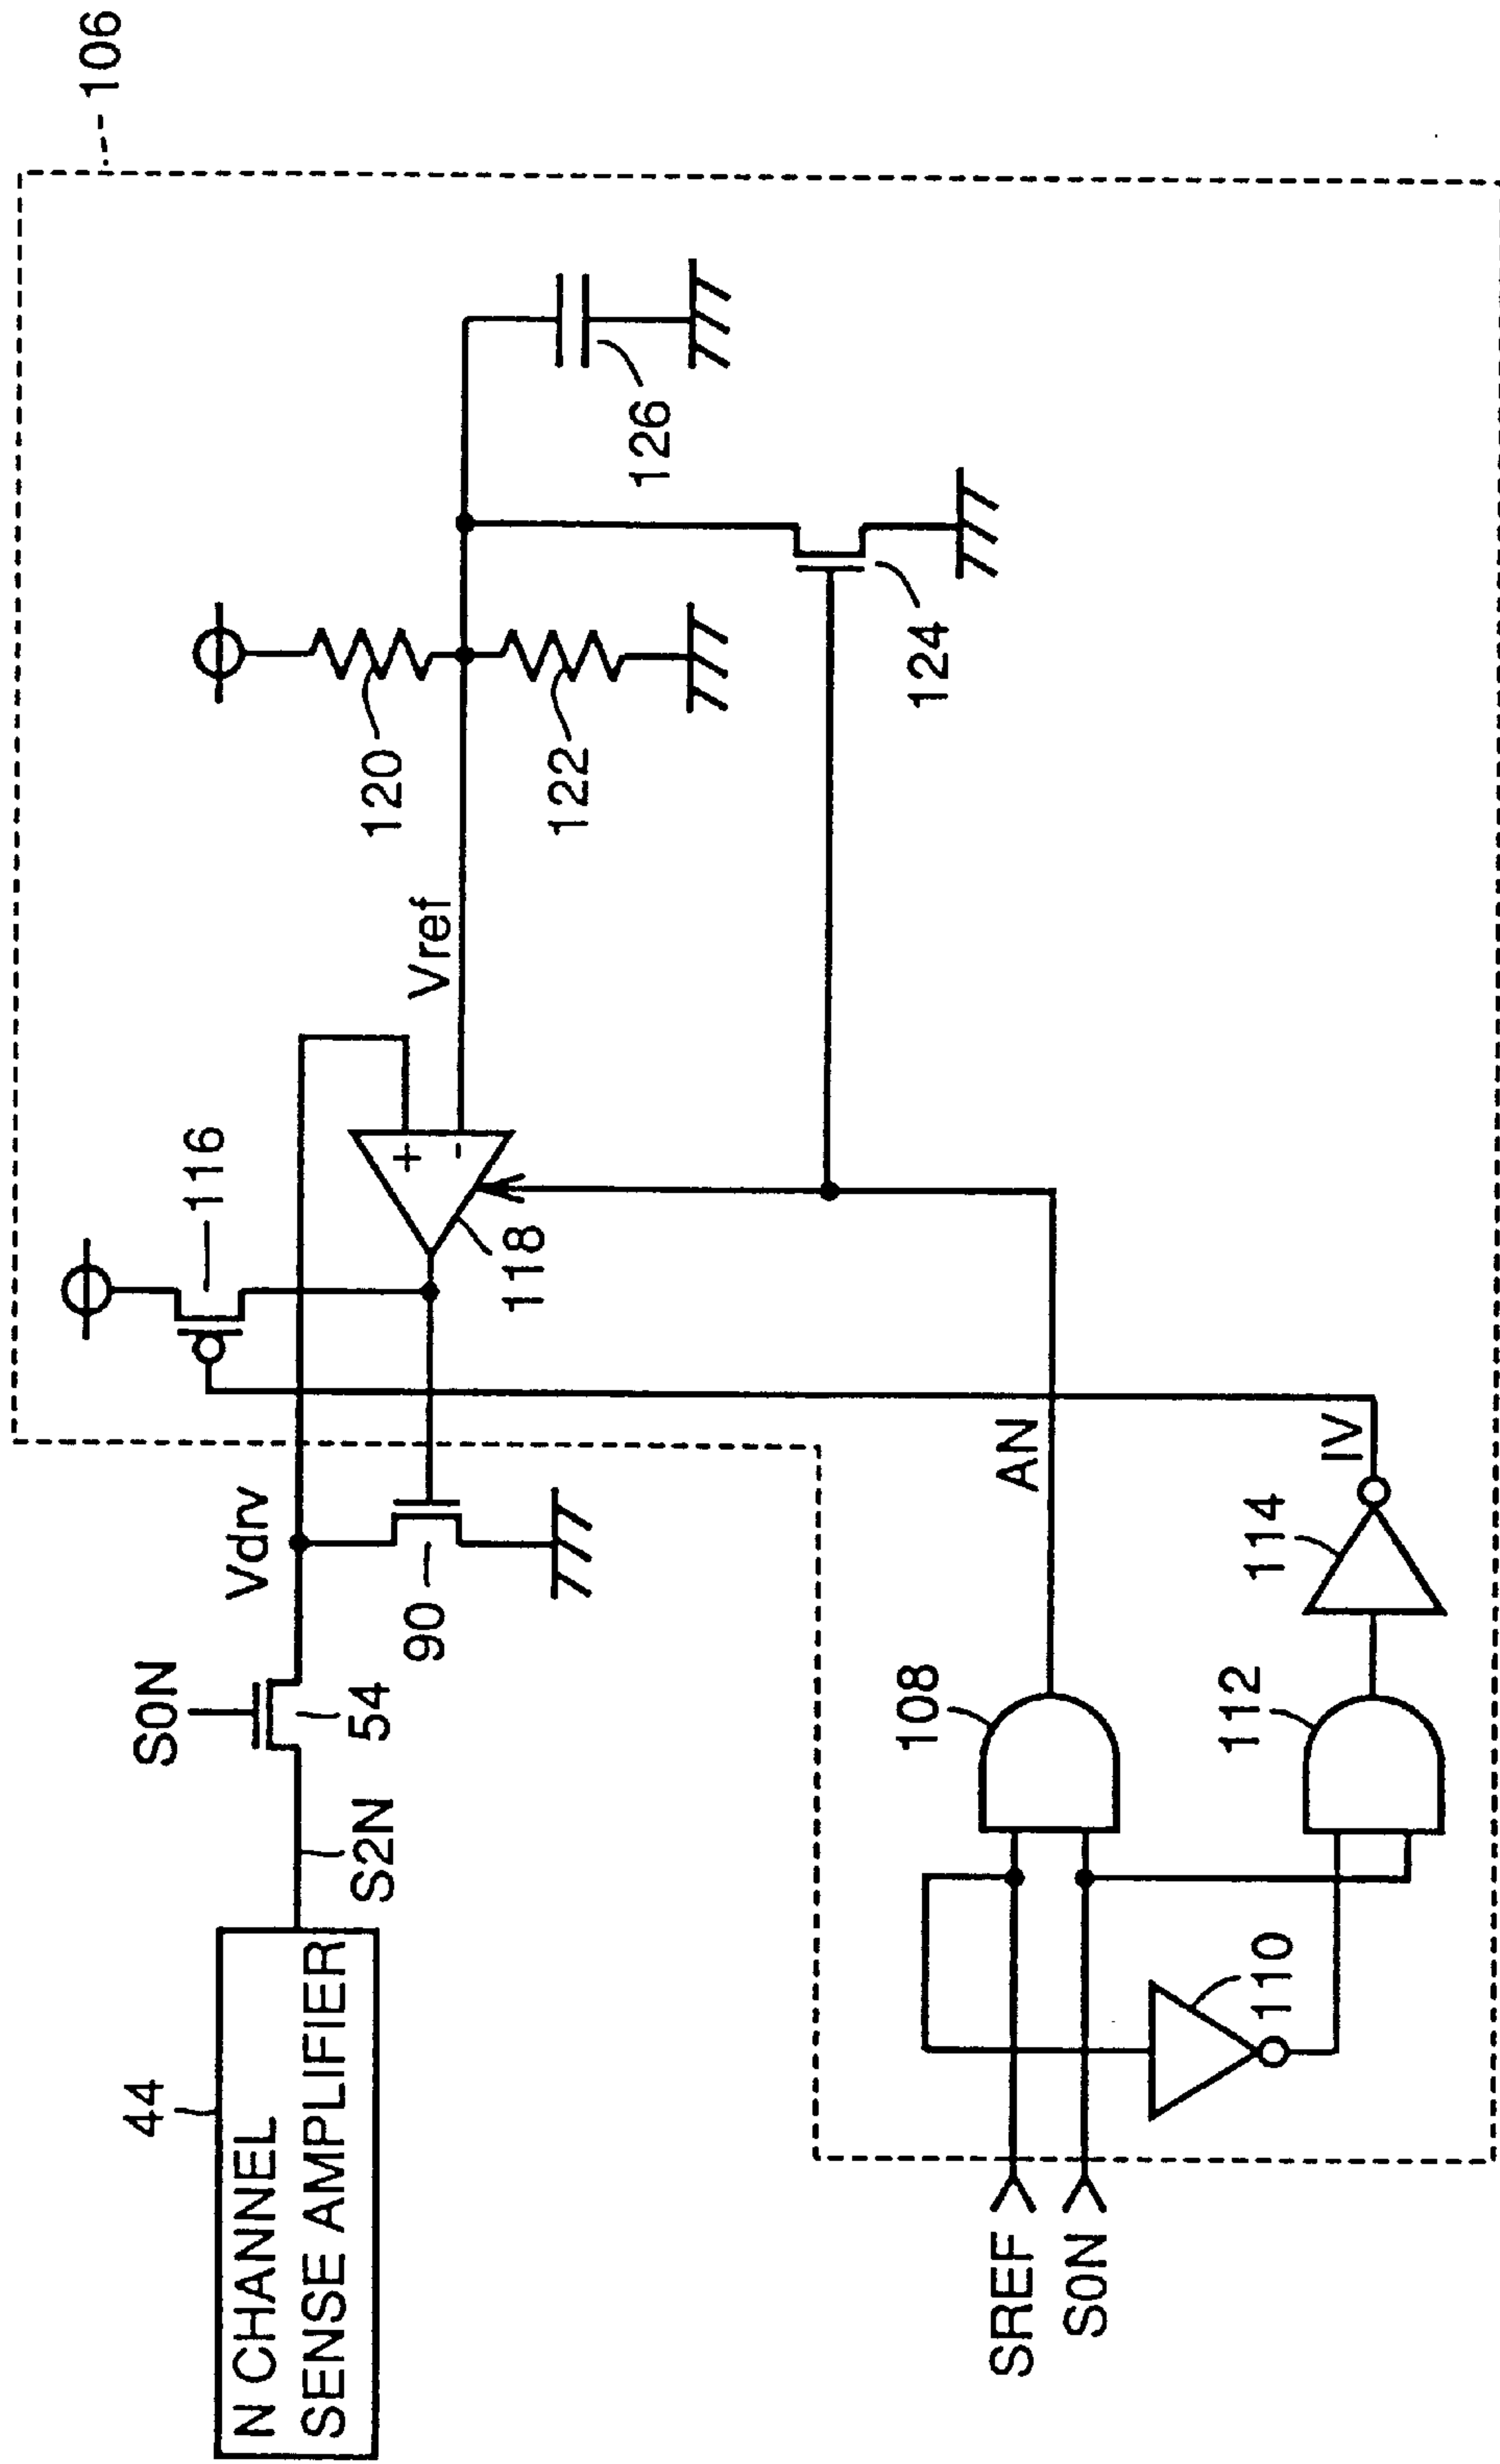 106
116
S0N
Vdrv
44
N CHANNEL
SENSE AMPLIFIER
S2N
54
90
118
+
-
Vref
120
122
126
124
SREF
S0N
108
AN
110
112
114
IV